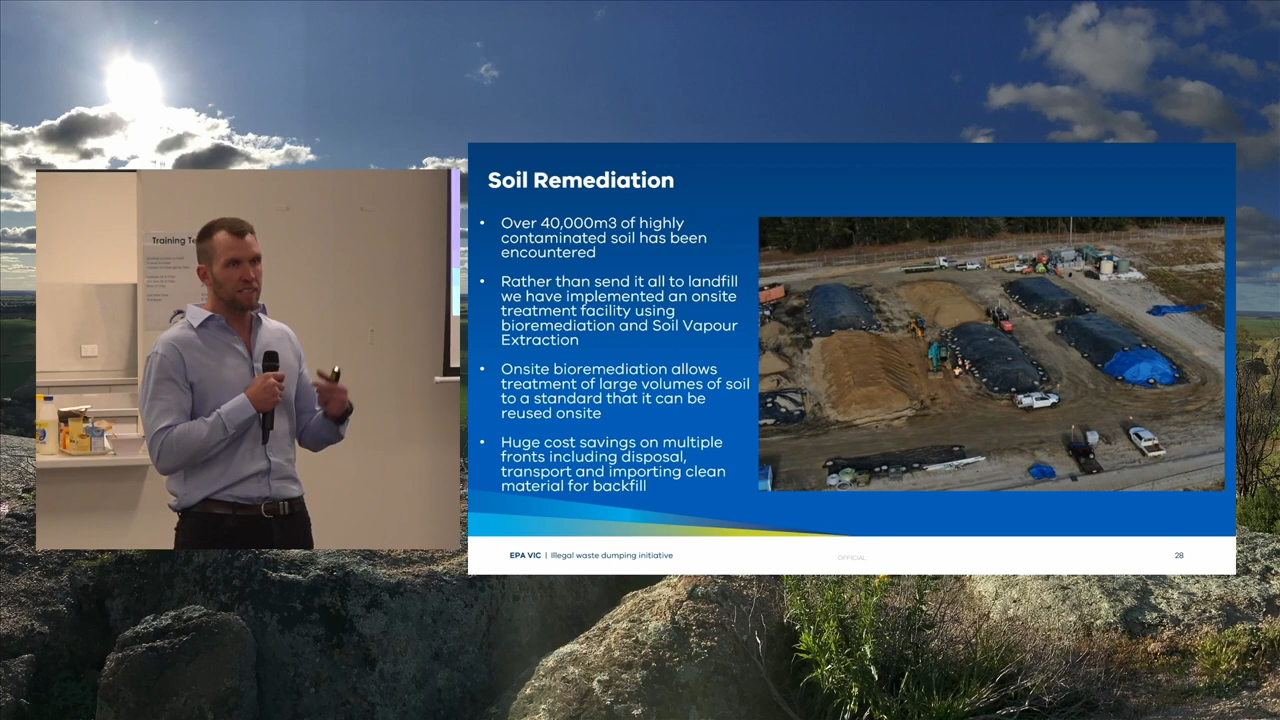 Training
Soil Remediation
• Over 40,000m3 of highly
contaminated soil has been
encountered
• Rather than send it all to landfill
we have implemented an onsite
treatment facility using
bioremediation and Soil Vapour
Extraction
• Onsite bioremediation allows
treatment of large volumes of soil
to a standard that it can be
reused onsite
• Huge cost savings on multiple
fronts including disposal,
transport and importing clean
material for backfill
EPA VIC | Illegal waste dumping initiative
OFFICIAL
28